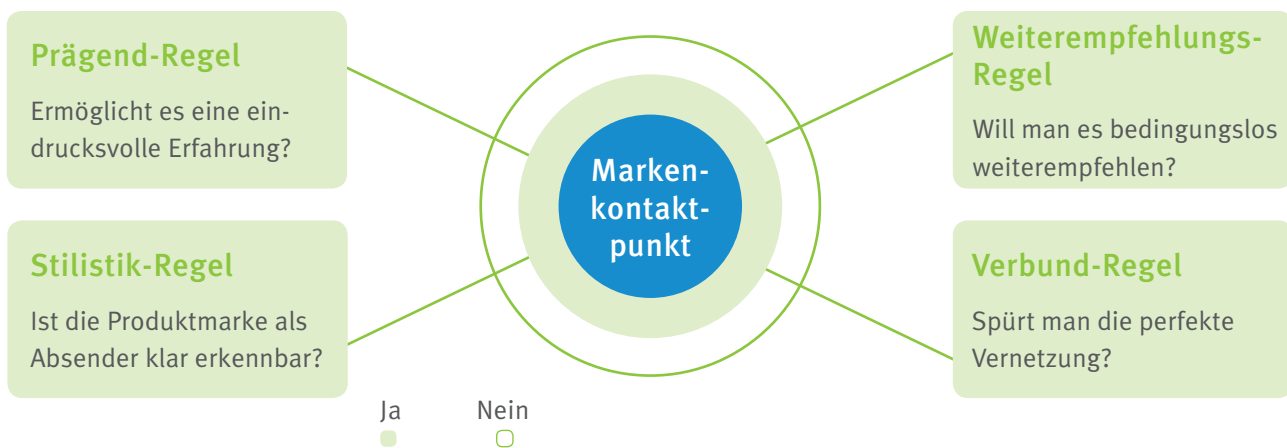 Prägend-Regel
Ermöglicht es eine ein-
drucksvolle Erfahrung?
Weiterempfehlungs-
Regel
Will man es bedingungslos
weiterempfehlen?
Marken-
kontakt-
punkt
Stilistik-Regel
Ist die Produktmarke als
Absender klar erkennbar?
Verbund-Regel
Spürt man die perfekte
Vernetzung?
Ja
Nein